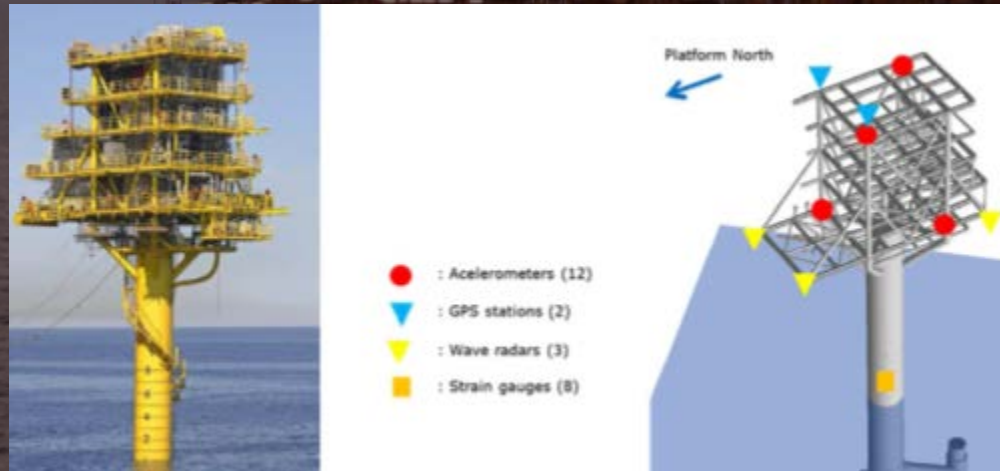 Platform North
: Acelerometers (12)
: GPS stations (2)
: Wave radars (3)
: Strain gauges (8)